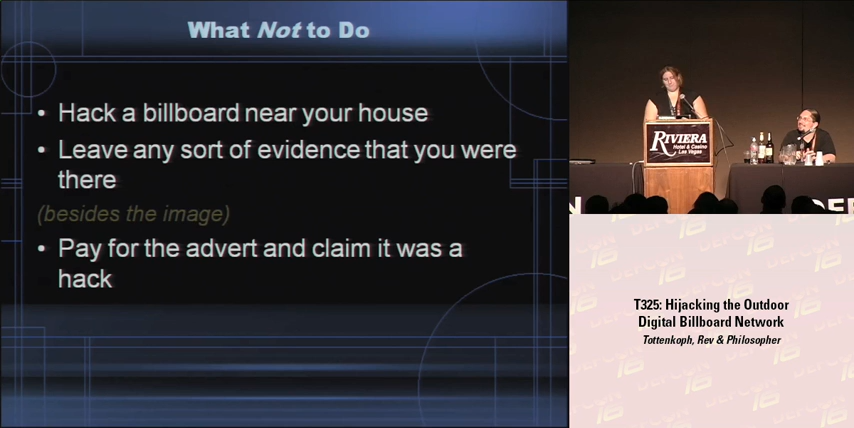 What Not to Do
• Hack a billboard near your house
• Leave any sort of evidence that you were
there
(besides the image)
• Pay for the advert and claim it was a
hack
RIVIERA
Hotel & Casino
Las Vegas
T325: Hijacking the Outdoor
Digital Billboard Network
Tottenkoph, Rev & Philosopher